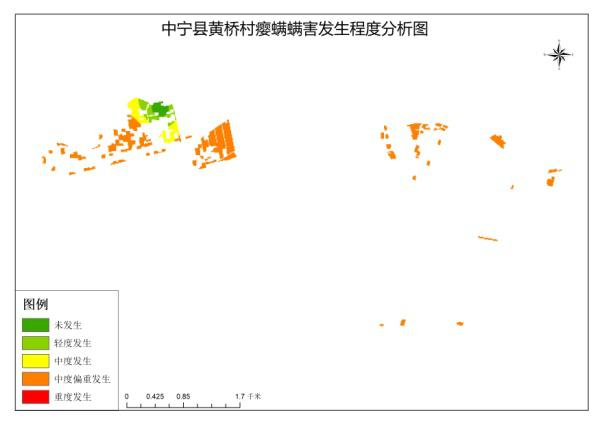 中宁县黄桥村瘿螨螨害发生程度分析图
图例
未发生
轻度发生
中度发生
中度偏重发生
重度发生
0 0.425 0.85 1.7 千米